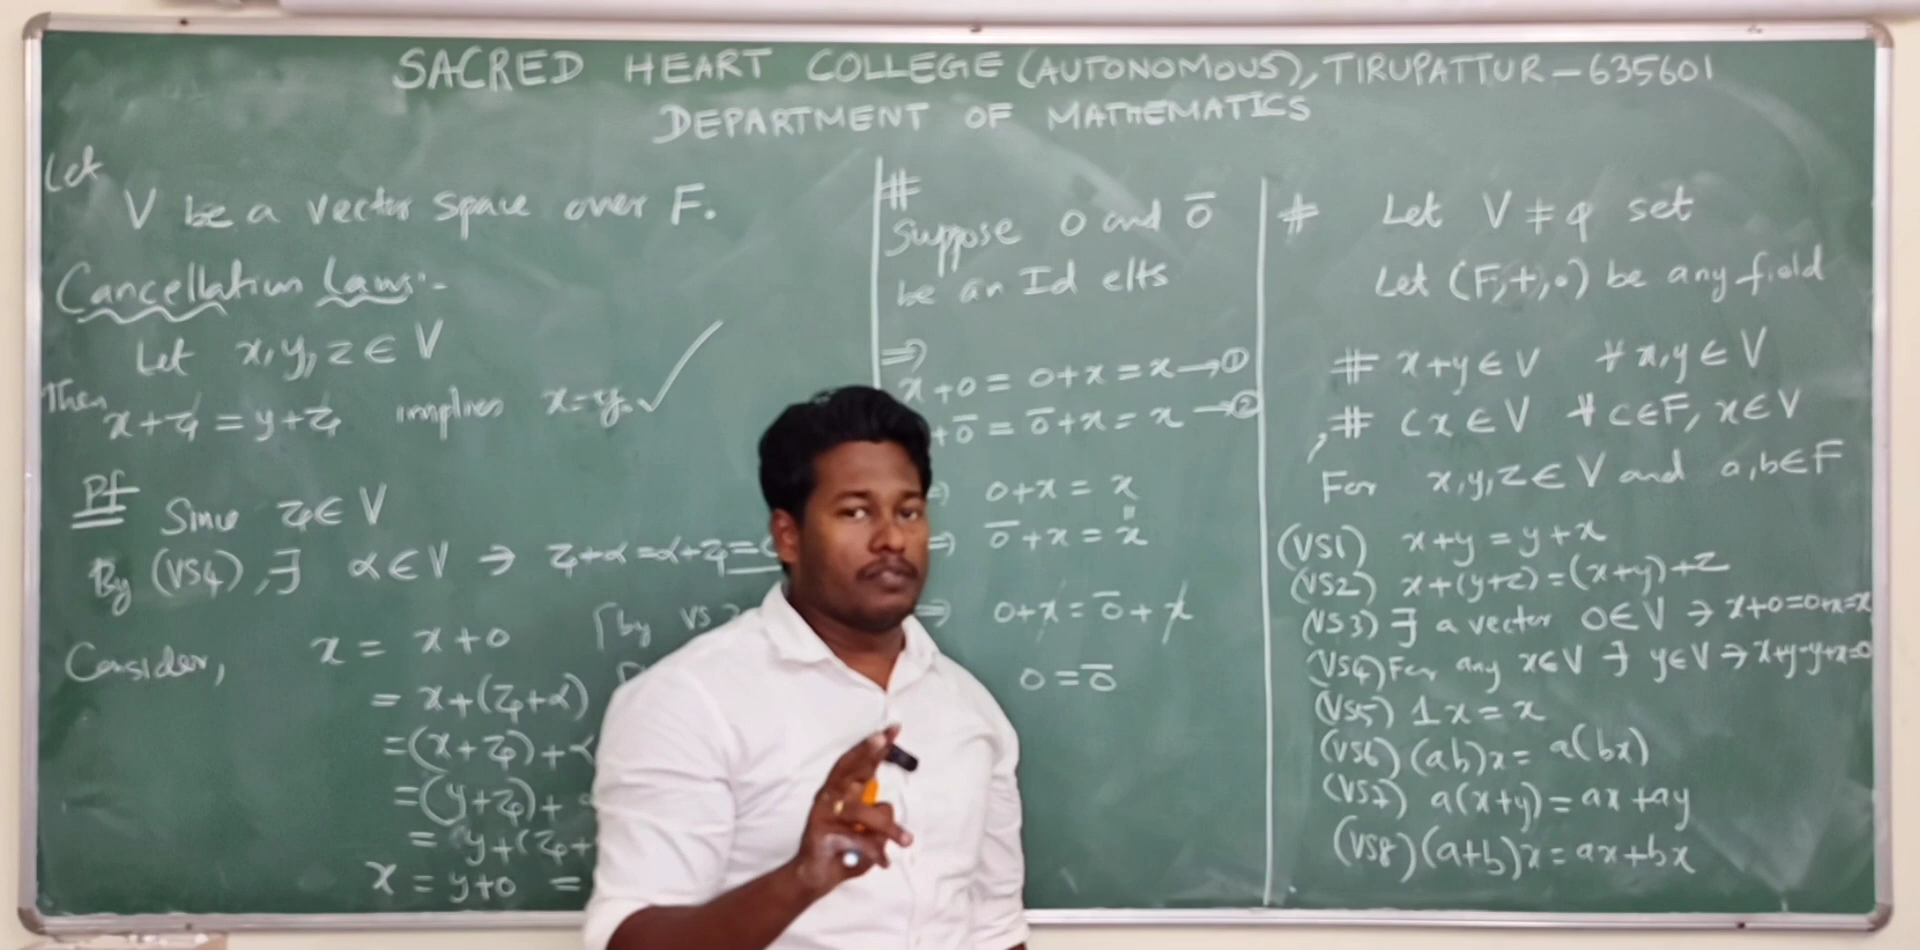 SACRED HEART COLLEGE (AUTONOMOUS), TIRUPATTUR – 635601
DEPARTMENT OF MATHEMATICS
Let
V be a vector space over F.
Cancellation Laws:-
Let x, y, z ∈ V
Then
x+z = y+z implies x=y. ✓
Pf Since z ∈ V
By (VS4), ∃ α ∈ V → z+α = α+z =
Consider, x = x+0 [by VS
= x+(z+α)
=(x+z)+
=(y+z)+
= y+(z+
x = y+0 =
#
Suppose 0 and 0̅
be an Id elts
⇒
x+0 = 0+x = x →①
+0̅ = 0̅+x = x →②
0+x = x
"
⇒ 0̅+x = x
⇒ 0+x = 0̅+x
0 = 0̅
# Let V ≠ φ set
Let (F,+,·) be any field
# x+y ∈ V ∀ x,y ∈ V
, # cx ∈ V ∀ c∈F, x∈V
For x,y,z ∈ V and a,b∈F
(VS1) x+y = y+x
(VS2) x+(y+z)=(x+y)+z
(VS3) ∃ a vector 0∈V → x+0=0+x=x
(VS4) For any x∈V ∃ y∈V → x+y=y+x=0
(VS5) 1x = x
(VS6) (ab)x = a(bx)
(VS7) a(x+y) = ax+ay
(VS8) (a+b)x = ax+bx